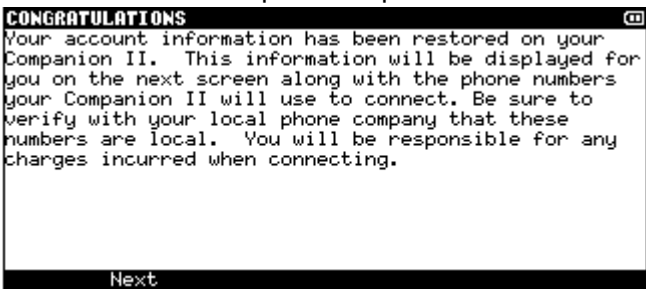 CONGRATULATIONS
Your account information has been restored on your
Companion II.  This information will be displayed for
you on the next screen along with the phone numbers
your Companion II will use to connect. Be sure to
verify with your local phone company that these
numbers are local.  You will be responsible for any
charges incurred when connecting.
Next